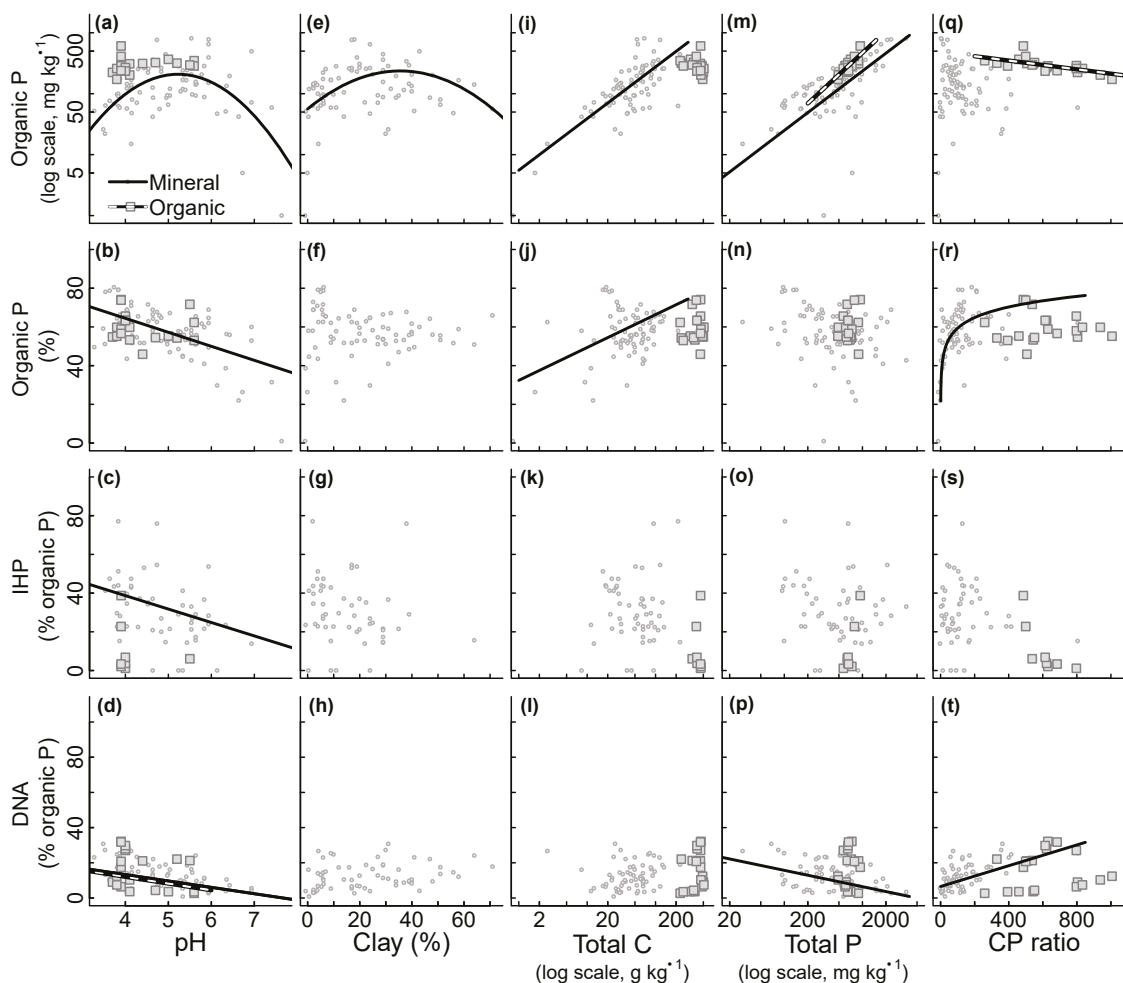 (a) (e) (i) (m) (q)
Organic P
(log scale, mg kg•1)
500
50
5
Mineral
Organic
(b) (f) (j) (n) (r)
Organic P
(%)
80
40
0
(c) (g) (k) (o) (s)
IHP
(% organic P)
80
40
0
(d) (h) (l) (p) (t)
DNA
(% organic P)
80
40
0
4 5 6 7 0 20 40 60 2 20 200 20 200 2000 0 400 800
pH Clay (%) Total C Total P CP ratio
(log scale, g kg•1) (log scale, mg kg•1)